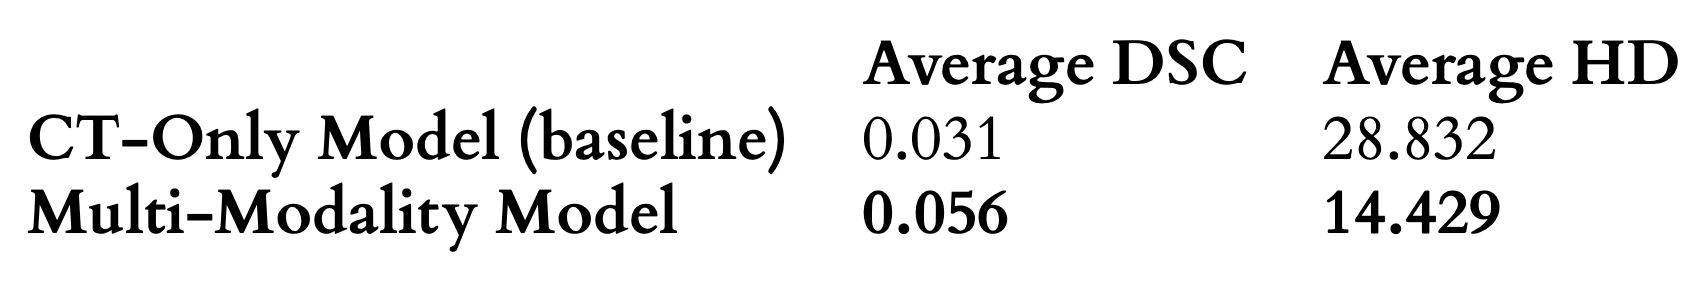 Average DSC Average HD
CT-Only Model (baseline) 0.031 28.832
Multi-Modality Model 0.056 14.429